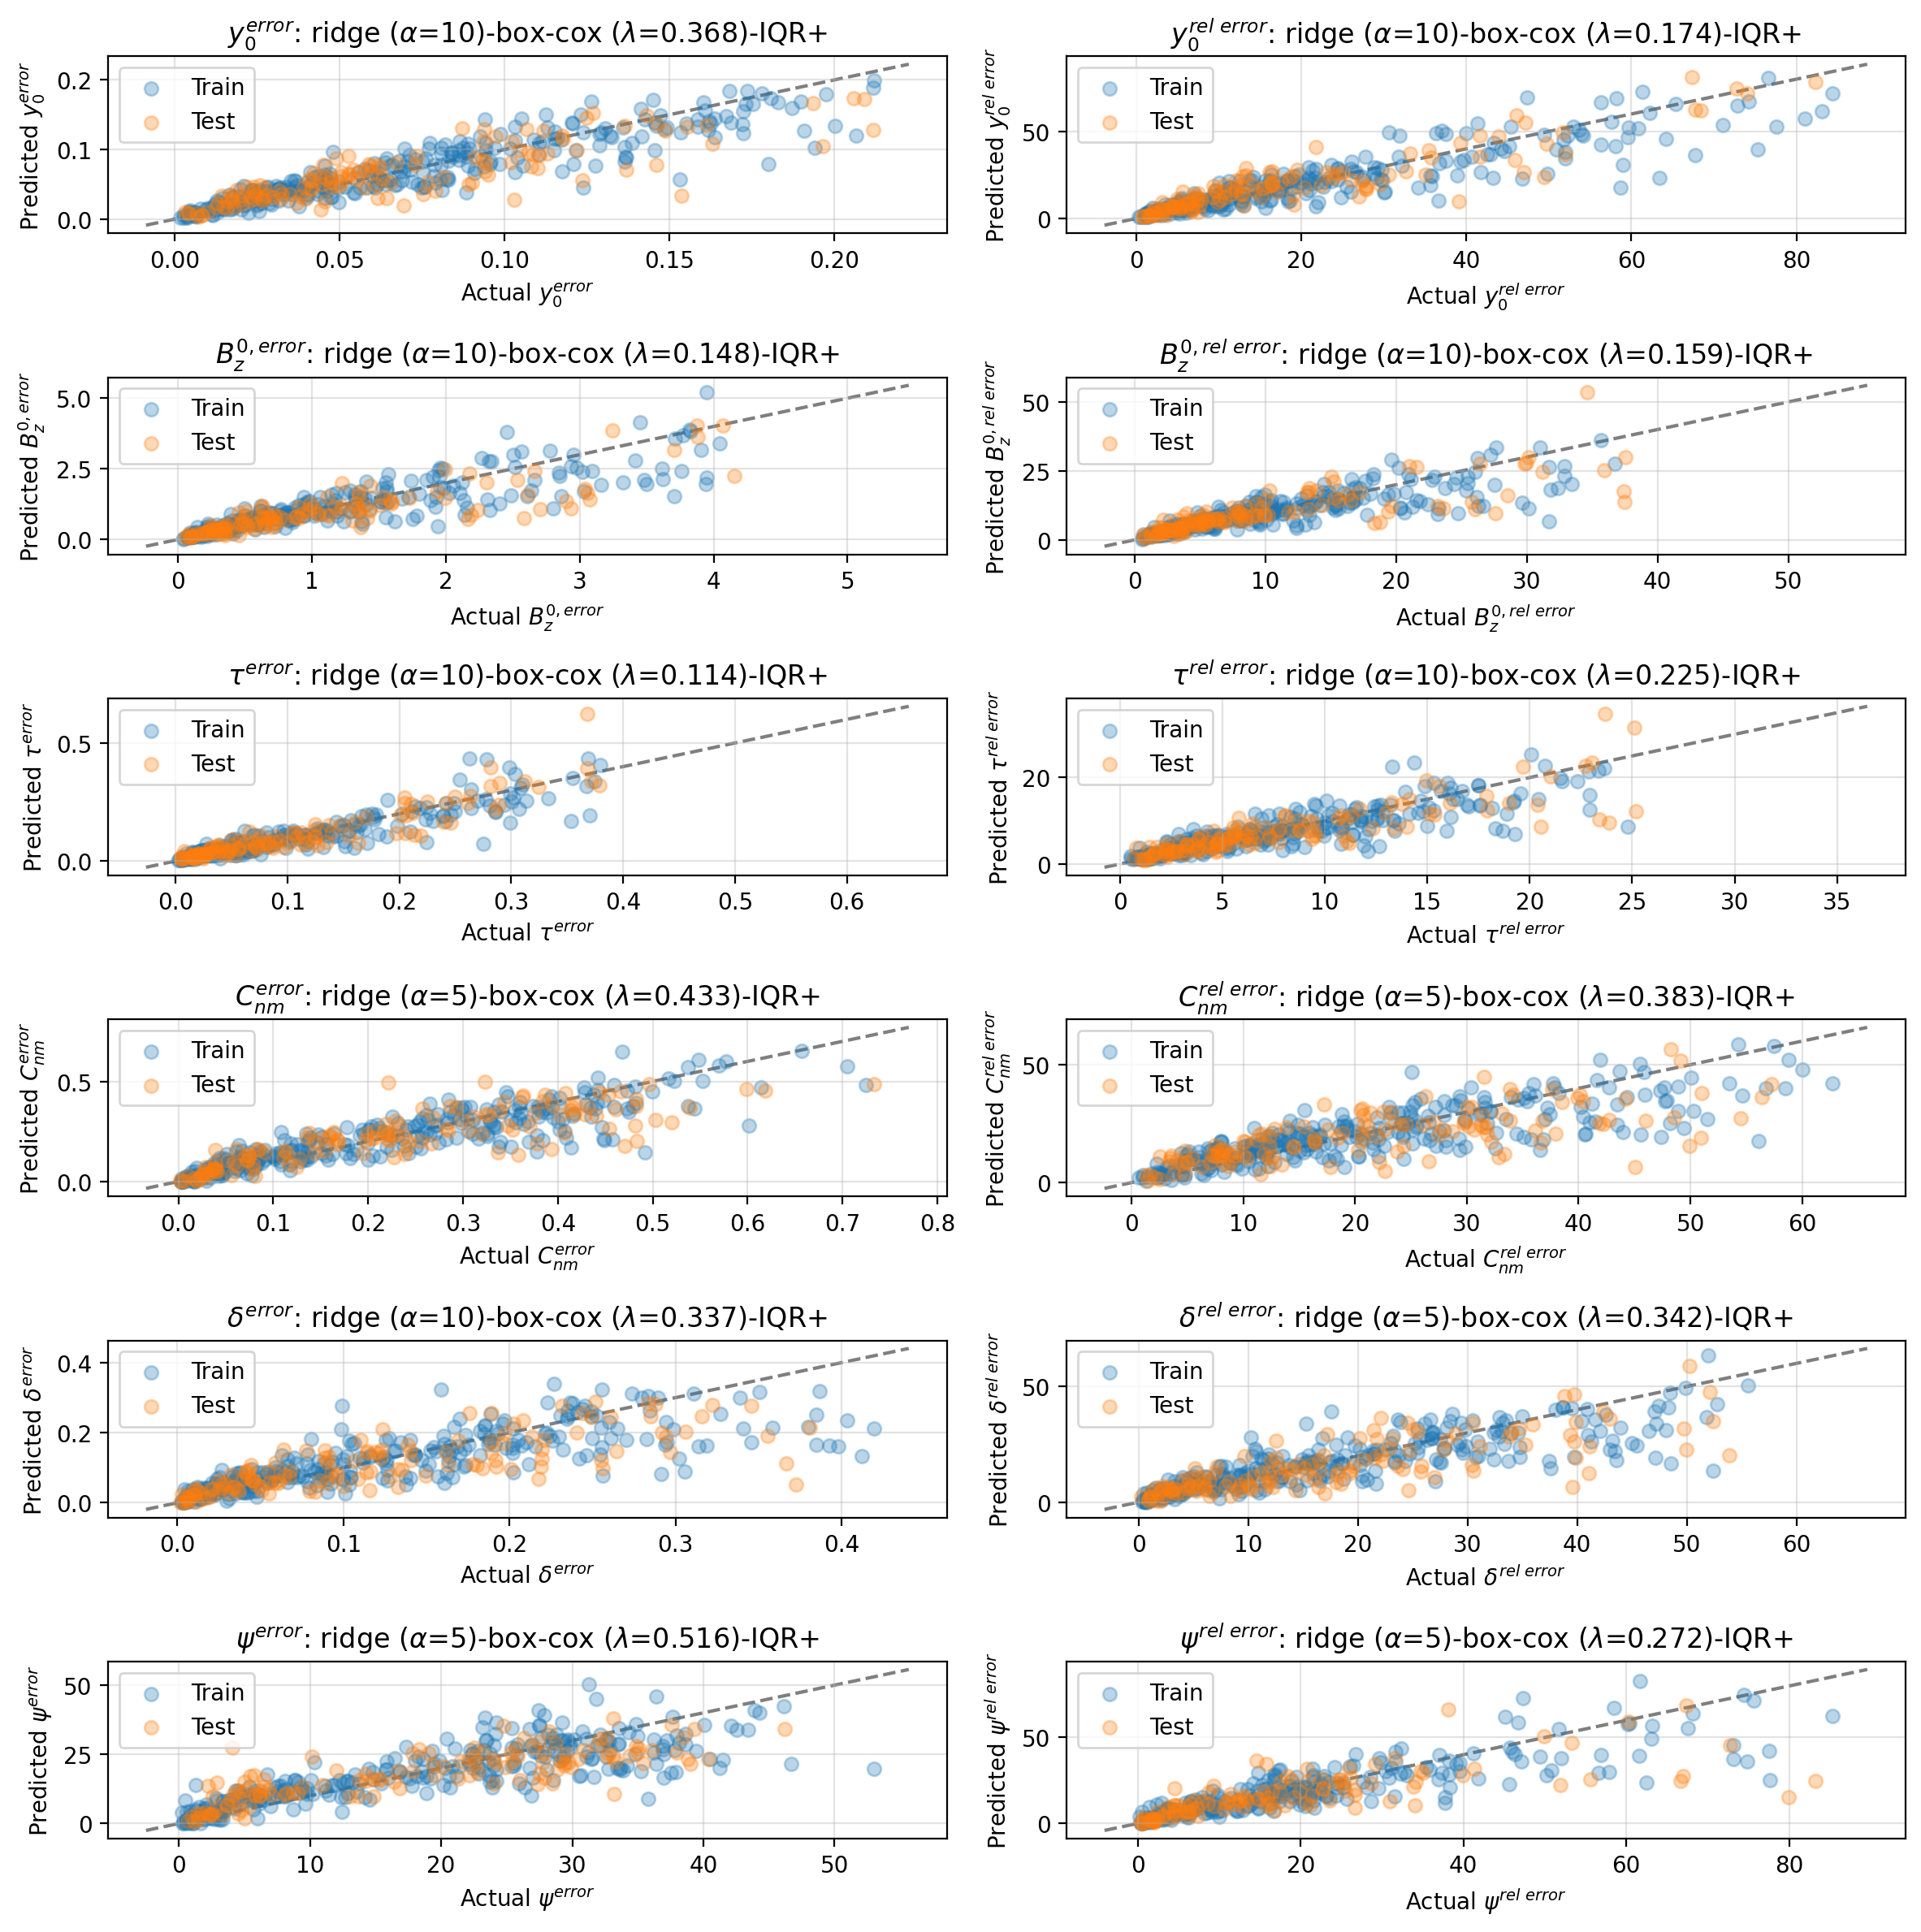 y_0^{error}: ridge (α=10)-box-cox (λ=0.368)-IQR+
Predicted y_0^{error}
0.2
0.1
0.0
Train
Test
0.00 0.05 0.10 0.15 0.20
Actual y_0^{error}
y_0^{rel error}: ridge (α=10)-box-cox (λ=0.174)-IQR+
Predicted y_0^{rel error}
50
0
Train
Test
0 20 40 60 80
Actual y_0^{rel error}
B_z^{0, error}: ridge (α=10)-box-cox (λ=0.148)-IQR+
Predicted B_z^{0, error}
5.0
2.5
0.0
Train
Test
0 1 2 3 4 5
Actual B_z^{0, error}
B_z^{0, rel error}: ridge (α=10)-box-cox (λ=0.159)-IQR+
Predicted B_z^{0, rel error}
50
25
0
Train
Test
0 10 20 30 40 50
Actual B_z^{0, rel error}
τ^{error}: ridge (α=10)-box-cox (λ=0.114)-IQR+
Predicted τ^{error}
0.5
0.0
Train
Test
0.0 0.1 0.2 0.3 0.4 0.5 0.6
Actual τ^{error}
τ^{rel error}: ridge (α=10)-box-cox (λ=0.225)-IQR+
Predicted τ^{rel error}
20
0
Train
Test
0 5 10 15 20 25 30 35
Actual τ^{rel error}
C_{nm}^{error}: ridge (α=5)-box-cox (λ=0.433)-IQR+
Predicted C_{nm}^{error}
0.5
0.0
Train
Test
0.0 0.1 0.2 0.3 0.4 0.5 0.6 0.7 0.8
Actual C_{nm}^{error}
C_{nm}^{rel error}: ridge (α=5)-box-cox (λ=0.383)-IQR+
Predicted C_{nm}^{rel error}
50
0
Train
Test
0 10 20 30 40 50 60
Actual C_{nm}^{rel error}
δ^{error}: ridge (α=10)-box-cox (λ=0.337)-IQR+
Predicted δ^{error}
0.4
0.2
0.0
Train
Test
0.0 0.1 0.2 0.3 0.4
Actual δ^{error}
δ^{rel error}: ridge (α=5)-box-cox (λ=0.342)-IQR+
Predicted δ^{rel error}
50
0
Train
Test
0 10 20 30 40 50 60
Actual δ^{rel error}
ψ^{error}: ridge (α=5)-box-cox (λ=0.516)-IQR+
Predicted ψ^{error}
50
25
0
Train
Test
0 10 20 30 40 50
Actual ψ^{error}
ψ^{rel error}: ridge (α=5)-box-cox (λ=0.272)-IQR+
Predicted ψ^{rel error}
50
0
Train
Test
0 20 40 60 80
Actual ψ^{rel error}